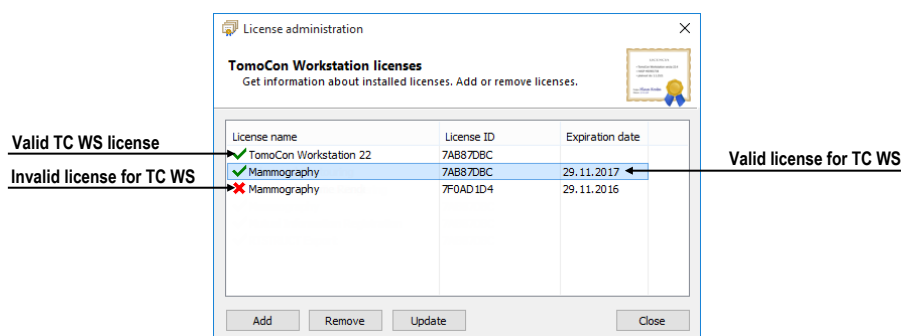 License administration
TomoCon Workstation licenses
Get information about installed licenses. Add or remove licenses.
License name License ID Expiration date
Valid TC WS license
TomoCon Workstation 22 7AB87DBC
Valid license for TC WS
Mammography 7AB87DBC 29.11.2017
Invalid license for TC WS
Mammography 7F0AD1D4 29.11.2016
Add Remove Update Close